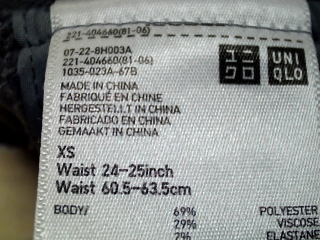 221-404660(81-06)
07-22-8H003A
221-404660(81-06)
1035-023A-67B
MADE IN CHINA
FABRIQUÉ EN CHINE
HERGESTELLT IN CHINA
FABRICADO EN CHINA
GEMAAKT IN CHINA
ユニ
クロ
UNI
QLO
XS
Waist 24-25inch
Waist 60.5-63.5cm
BODY/ 69% POLYESTER
29% VISCOSE
2% ELASTANE